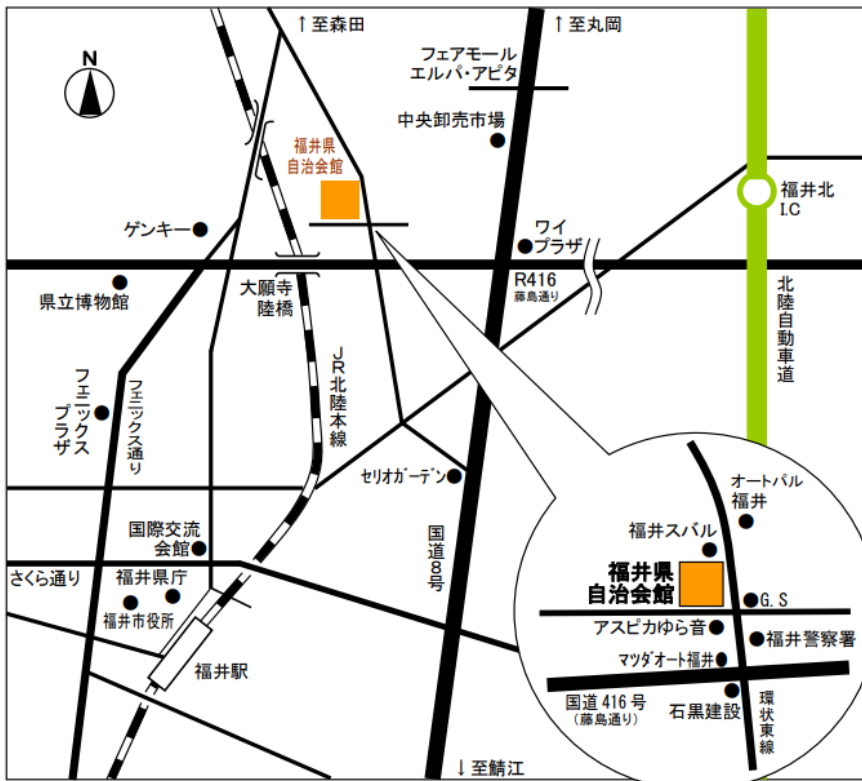 ↑至森田
↑至丸岡
N
フェアモール
エルパ・アピタ
中央卸売市場
福井県
自治会館
福井北
I.C
ゲンキー
ワイ
プラザ
R416
藤島通り
県立博物館
大願寺
陸橋
北陸自動車道
JR北陸本線
フェニックス
プラザ
フェニックス通り
セリオガーデン
国道8号
国際交流
会館
さくら通り
福井県庁
福井市役所
福井駅
↓至鯖江
オートパル
福井
福井スバル
福井県
自治会館
G.S
アスピカゆら音
福井警察署
マツダオート福井
国道416号
(藤島通り)
石黒建設
環状東線